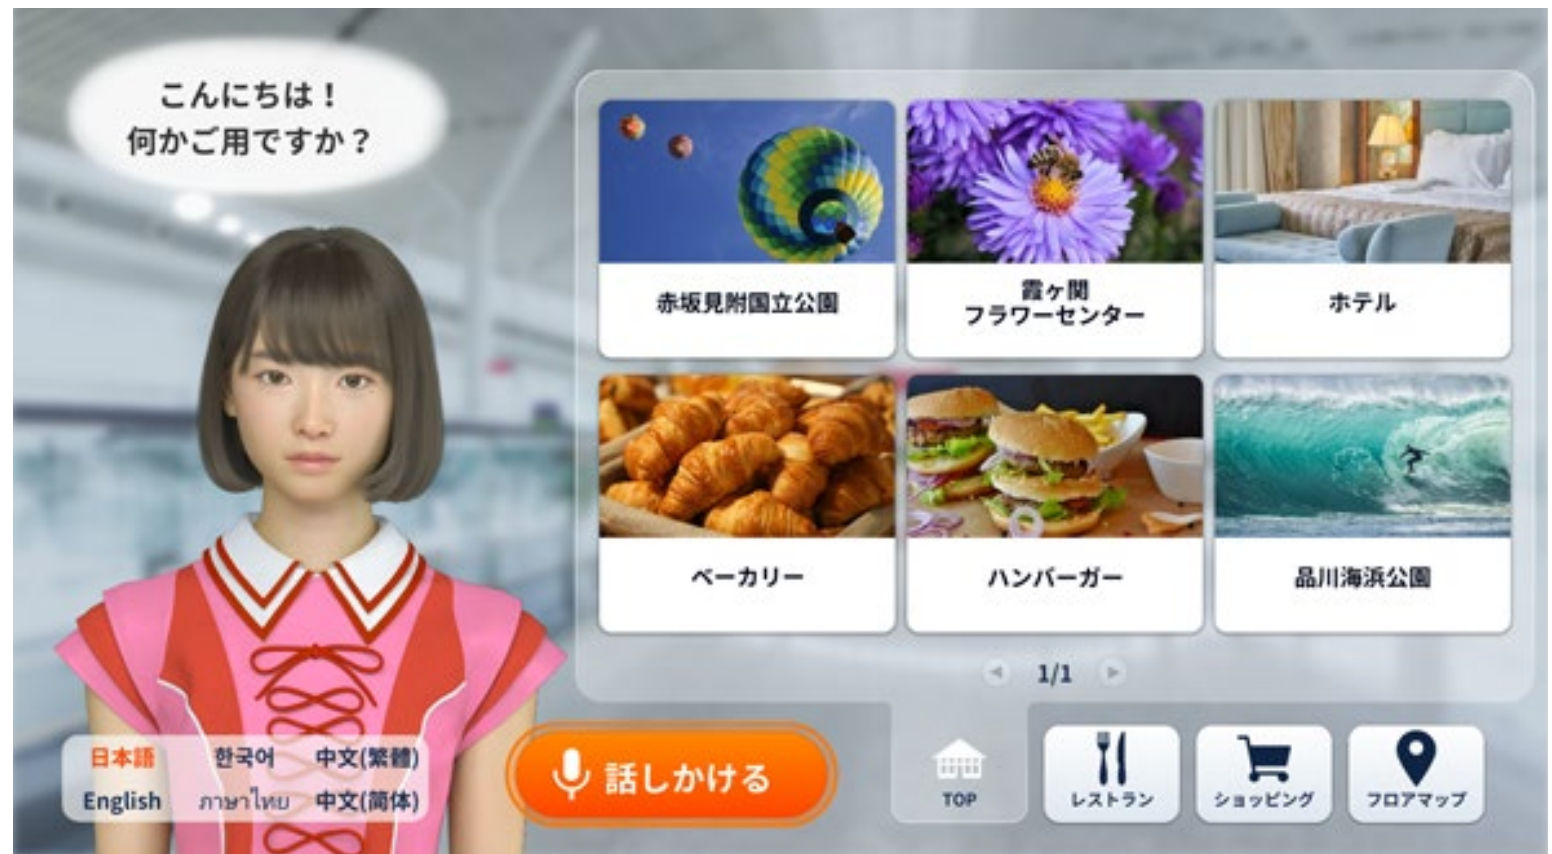 こんにちは！
何かご用ですか？
赤坂見附国立公園
霞ヶ関
フラワーセンター
ホテル
ベーカリー
ハンバーガー
品川海浜公園
1/1
日本語 한국어 中文(繁體)
English ภาษาไทย 中文(简体)
話しかける
TOP
レストラン
ショッピング
フロアマップ